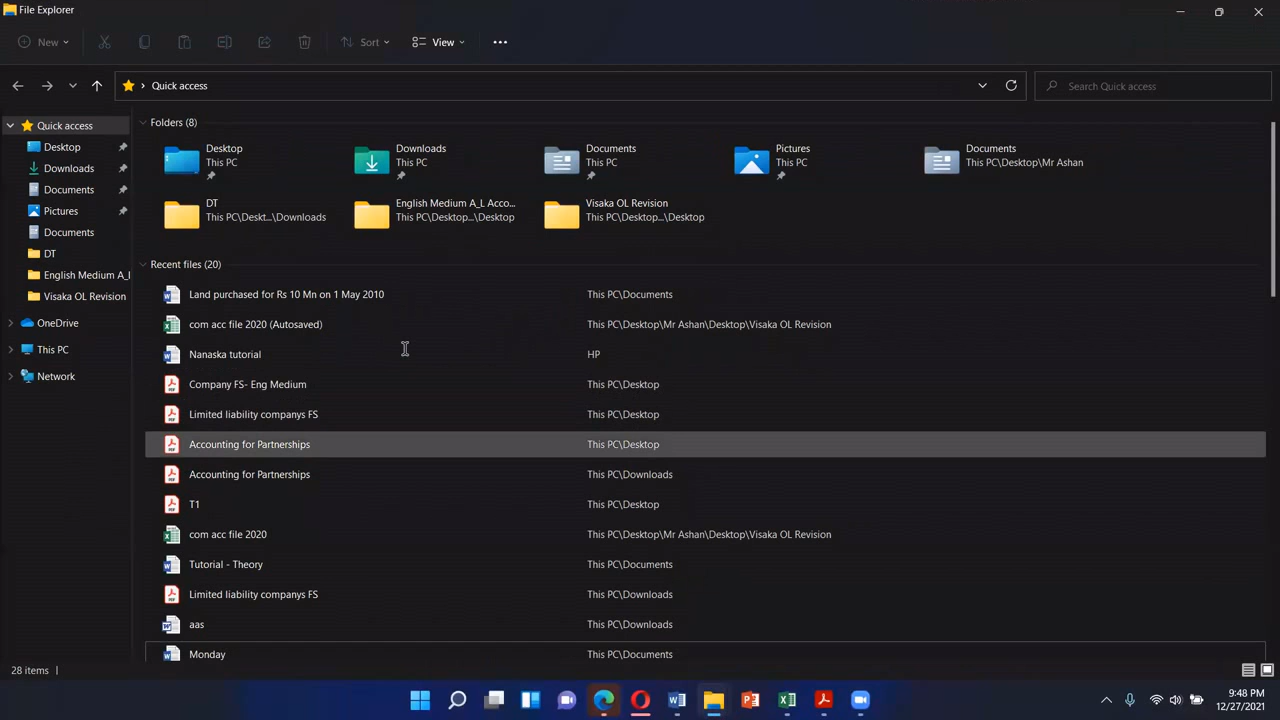 File Explorer
New
Sort
View
Quick access
Search Quick access
Quick access
Desktop
Downloads
Documents
Pictures
Documents
DT
English Medium A_L
Visaka OL Revision
OneDrive
This PC
Network
Folders (8)
Desktop
This PC
Downloads
This PC
Documents
This PC
Pictures
This PC
Documents
This PC\Desktop\Mr Ashan
DT
This PC\Deskt...\Downloads
English Medium A_L Acco...
This PC\Desktop...\Desktop
Visaka OL Revision
This PC\Desktop...\Desktop
Recent files (20)
Land purchased for Rs 10 Mn on 1 May 2010 This PC\Documents
com acc file 2020 (Autosaved) This PC\Desktop\Mr Ashan\Desktop\Visaka OL Revision
Nanaska tutorial HP
Company FS- Eng Medium This PC\Desktop
Limited liability companys FS This PC\Desktop
Accounting for Partnerships This PC\Desktop
Accounting for Partnerships This PC\Downloads
T1 This PC\Desktop
com acc file 2020 This PC\Desktop\Mr Ashan\Desktop\Visaka OL Revision
Tutorial - Theory This PC\Documents
Limited liability companys FS This PC\Downloads
aas This PC\Downloads
Monday This PC\Documents
28 items
9:48 PM
12/27/2021